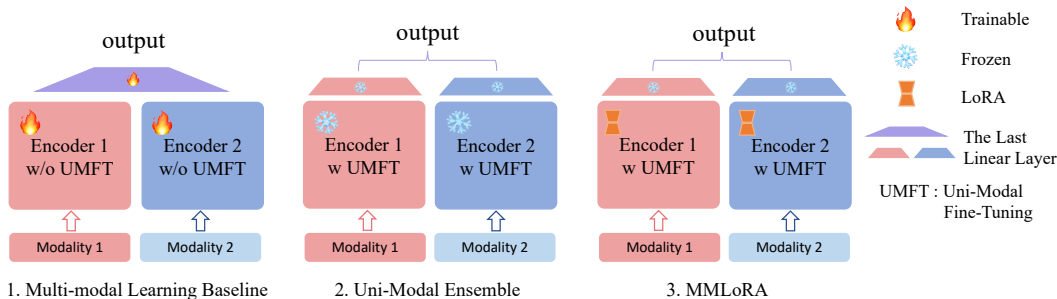 output
Encoder 1
w/o UMFT
Encoder 2
w/o UMFT
Modality 1
Modality 2
1. Multi-modal Learning Baseline
output
Encoder 1
w UMFT
Encoder 2
w UMFT
Modality 1
Modality 2
2. Uni-Modal Ensemble
output
Encoder 1
w UMFT
Encoder 2
w UMFT
Modality 1
Modality 2
3. MMLoRA
Trainable
Frozen
LoRA
The Last
Linear Layer
UMFT : Uni-Modal
Fine-Tuning